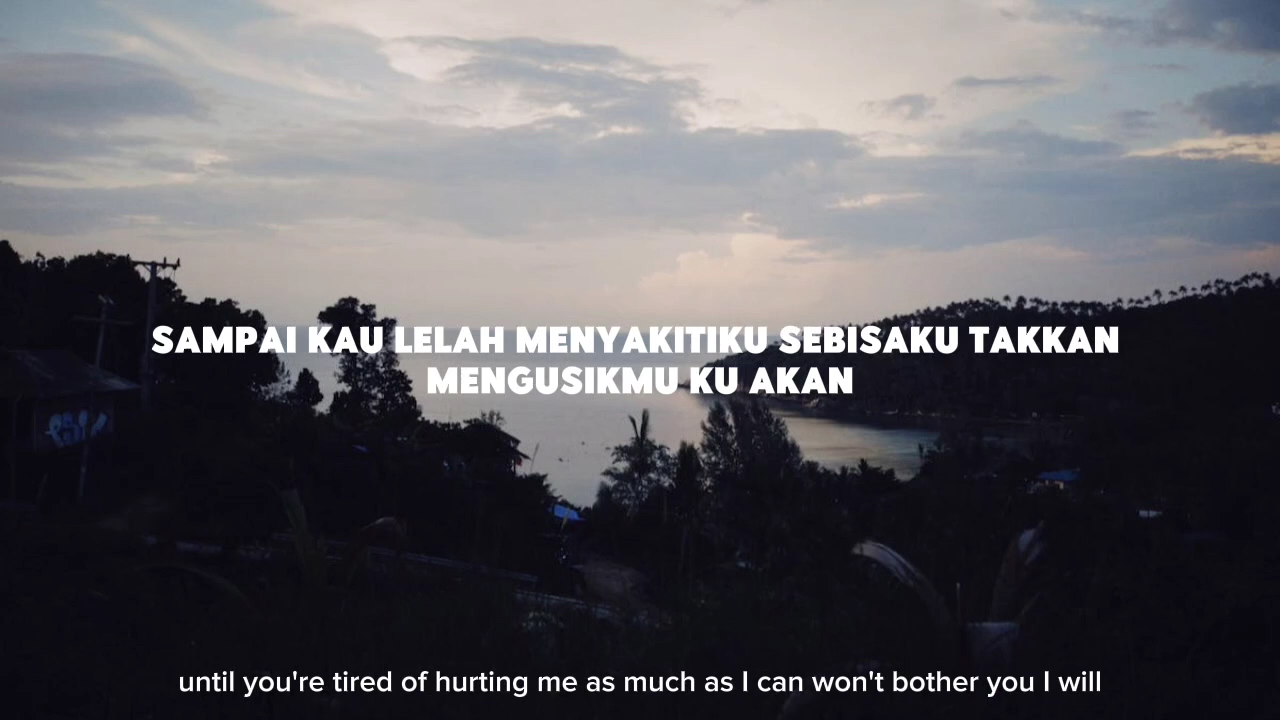 SAMPAI KAU LELAH MENYAKITIKU SEBISAKU TAKKAN
MENGUSIKMU KU AKAN
until you're tired of hurting me as much as I can won't bother you I will